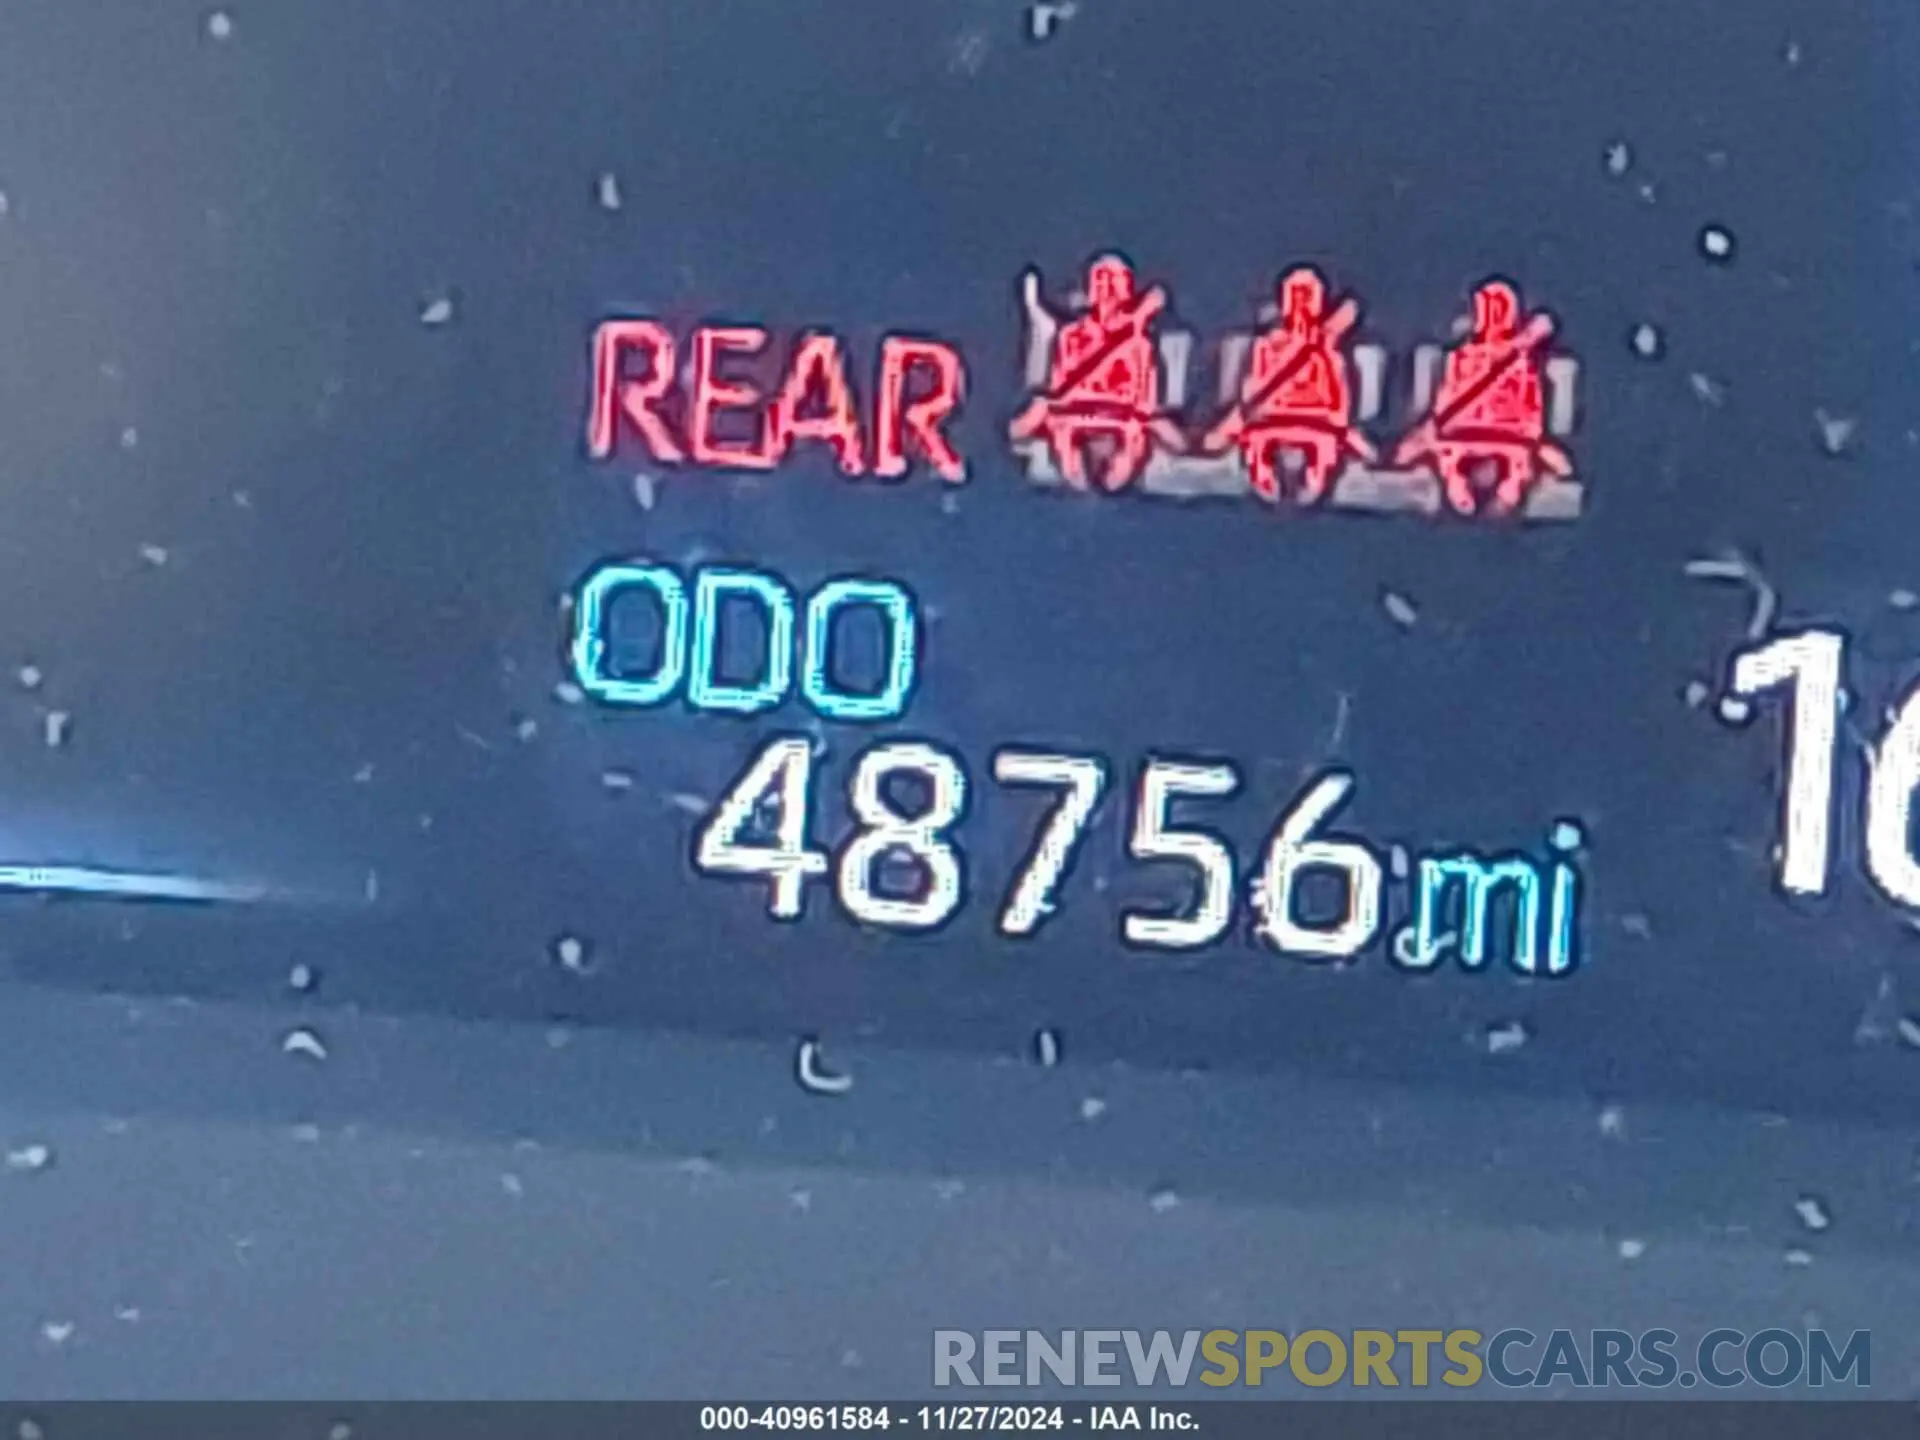 REAR
ODO
48756mi
RENEWSPORTSCARS.COM
000-40961584 - 11/27/2024 - IAA Inc.